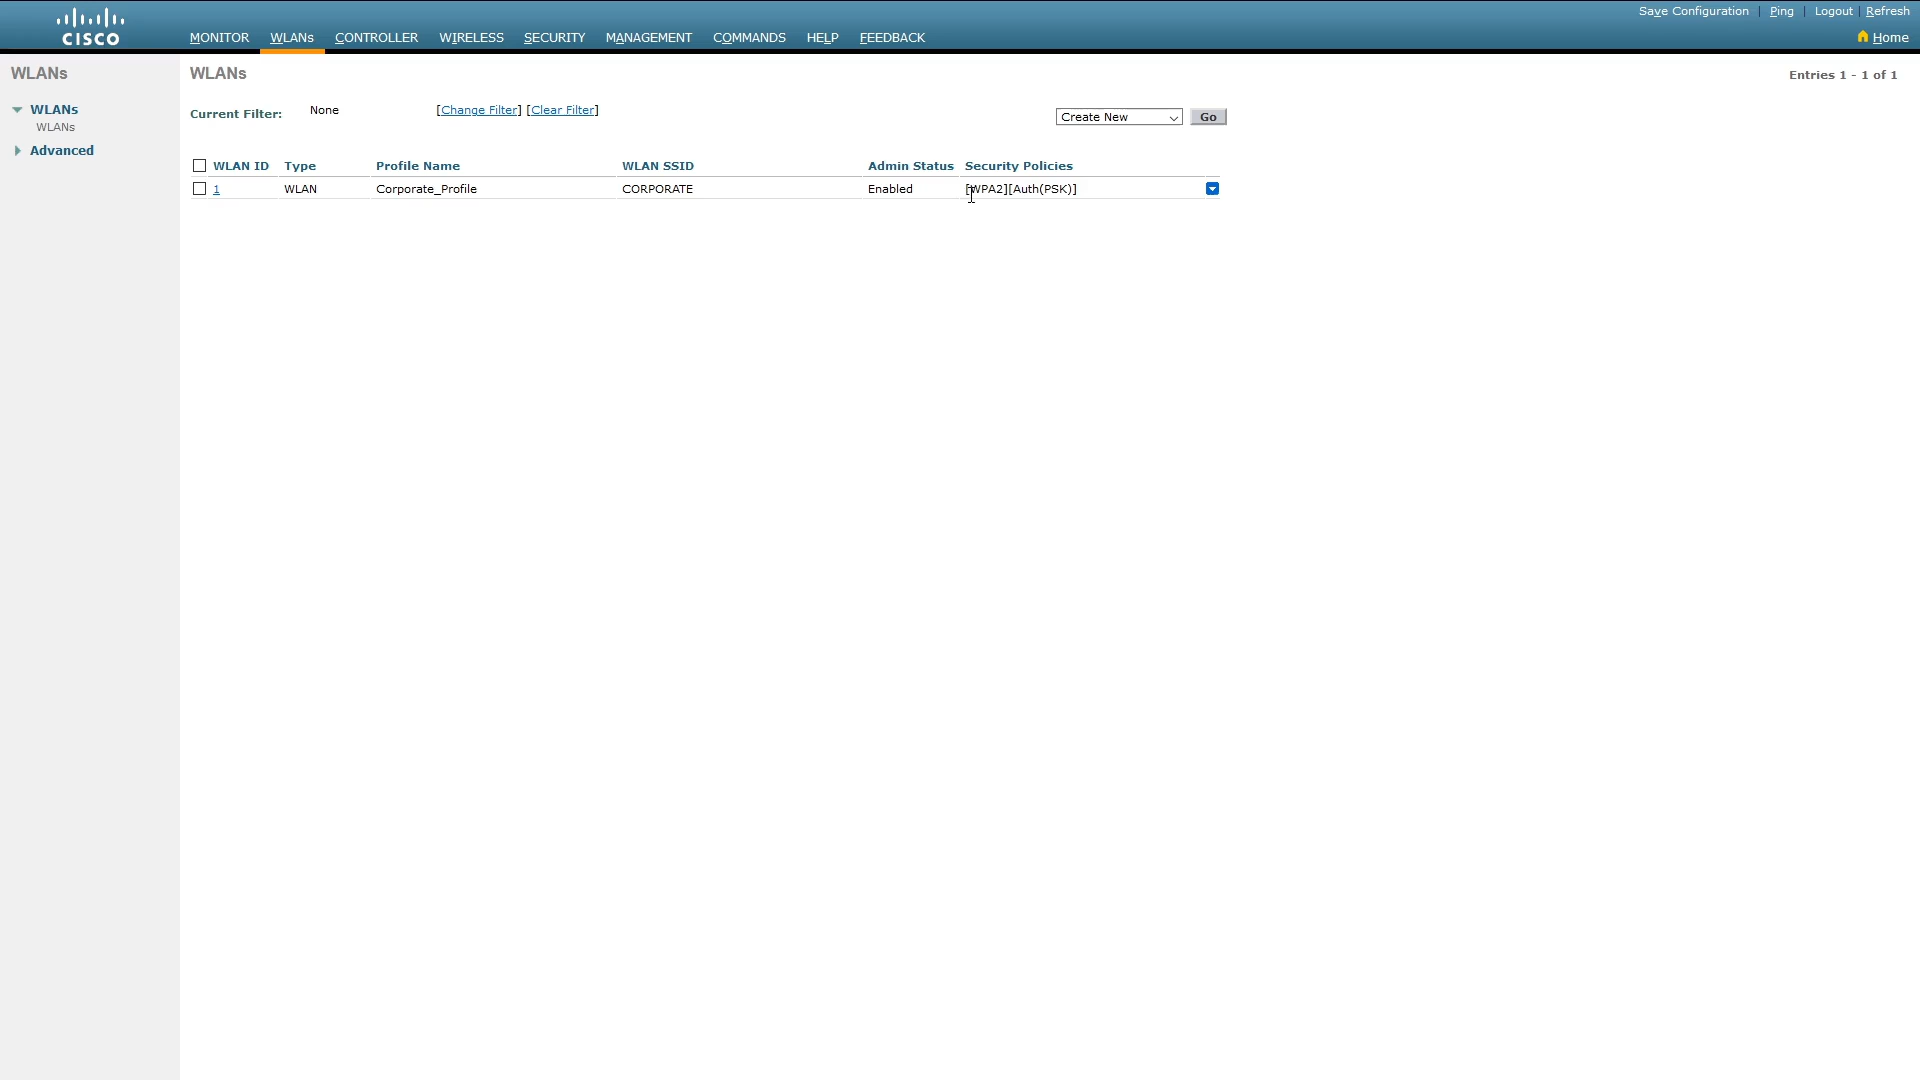 Save Configuration | Ping | Logout | Refresh
CISCO
MONITOR WLANs CONTROLLER WIRELESS SECURITY MANAGEMENT COMMANDS HELP FEEDBACK
Home
WLANs
WLANs
WLANs
Advanced
WLANs
Entries 1 - 1 of 1
Current Filter: None [Change Filter] [Clear Filter]
Create New Go
WLAN ID Type Profile Name WLAN SSID Admin Status Security Policies
1 WLAN Corporate_Profile CORPORATE Enabled [WPA2][Auth(PSK)]